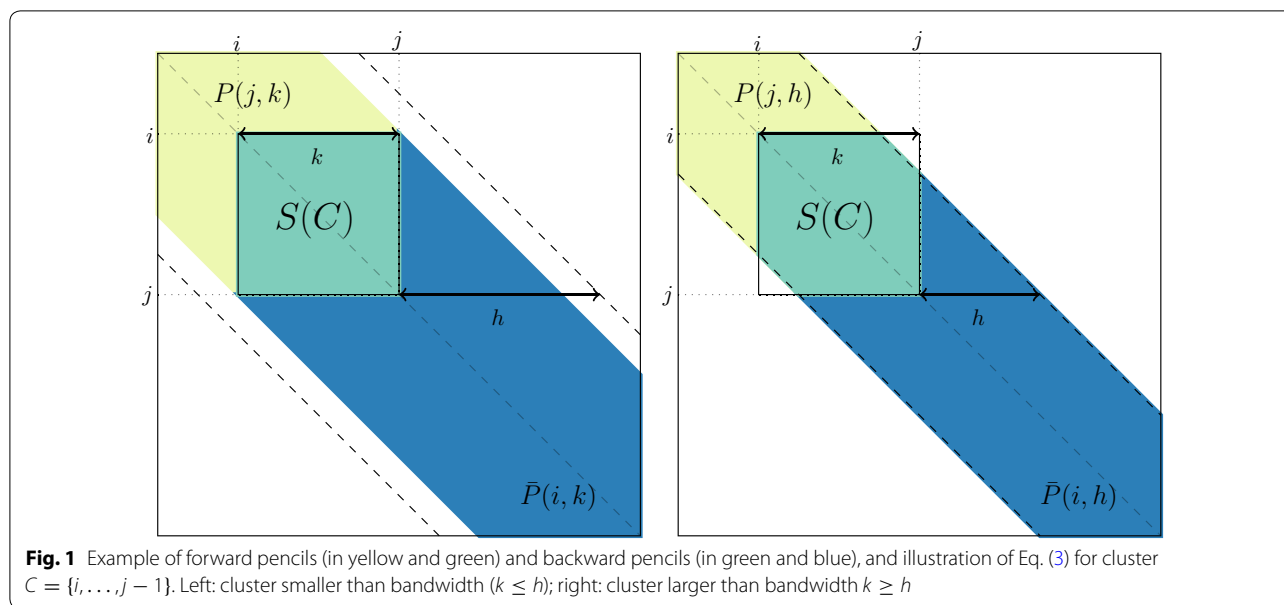 i
j
i
j
P(j, k)
k
S(C)
h
P̄(i, k)
i
j
i
j
P(j, h)
k
S(C)
h
P̄(i, h)
Fig. 1 Example of forward pencils (in yellow and green) and backward pencils (in green and blue), and illustration of Eq. (3) for cluster
C = {i, . . . , j − 1}. Left: cluster smaller than bandwidth (k ≤ h); right: cluster larger than bandwidth k ≥ h